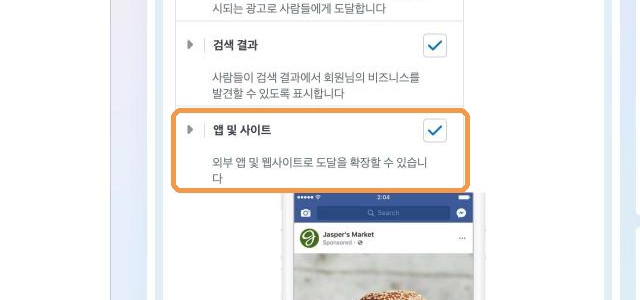 시되는 광고로 사람들에게 도달합니다
검색 결과
사람들이 검색 결과에서 회원님의 비즈니스를
발견할 수 있도록 표시합니다
앱 및 사이트
외부 앱 및 웹사이트로 도달을 확장할 수 있습니
다
2:04
Search
Jasper's Market
Sponsored ·